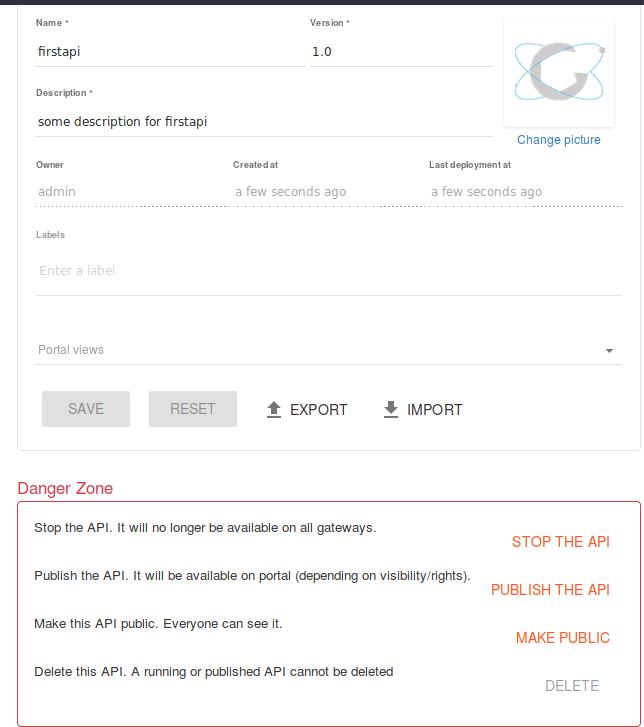 Name * Version *
firstapi 1.0
Description *
some description for firstapi
Change picture
Owner Created at Last deployment at
admin a few seconds ago a few seconds ago
Labels
Enter a label
Portal views
SAVE RESET EXPORT IMPORT
Danger Zone
Stop the API. It will no longer be available on all gateways.
STOP THE API
Publish the API. It will be available on portal (depending on visibility/rights).
PUBLISH THE API
Make this API public. Everyone can see it.
MAKE PUBLIC
Delete this API. A running or published API cannot be deleted
DELETE